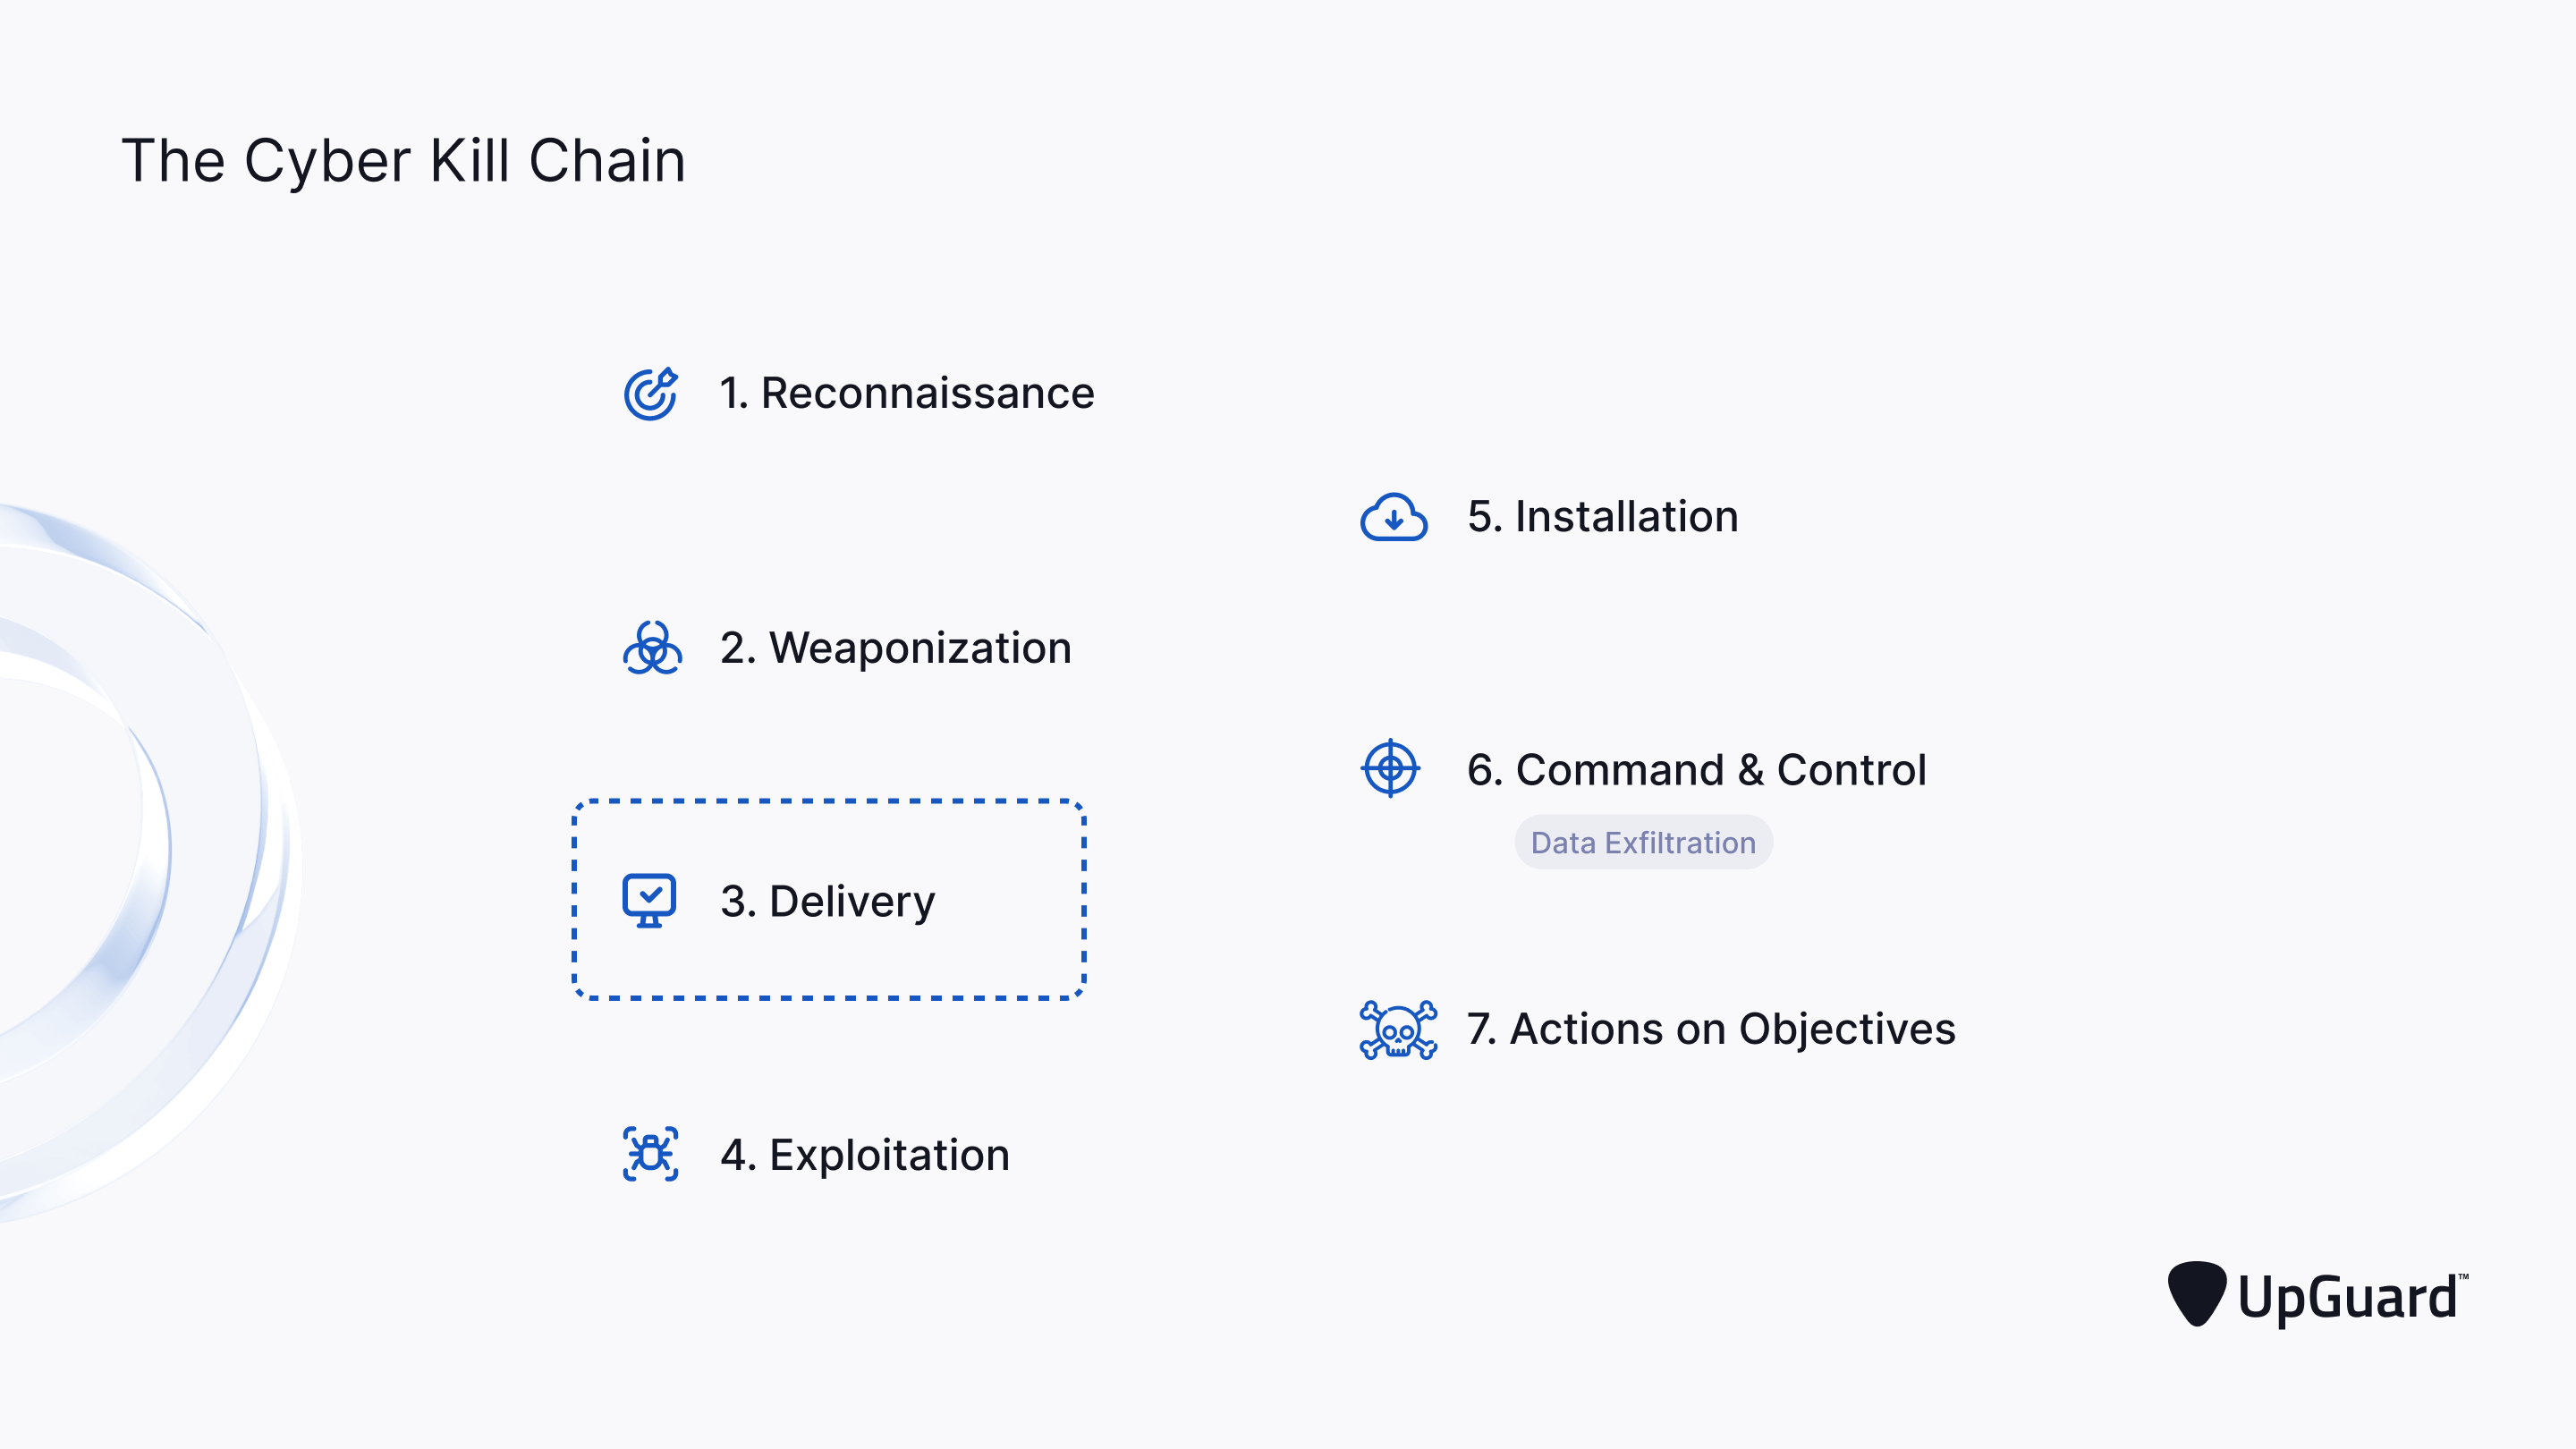 The Cyber Kill Chain
1. Reconnaissance
2. Weaponization
3. Delivery
4. Exploitation
5. Installation
6. Command & Control
Data Exfiltration
7. Actions on Objectives
UpGuard™